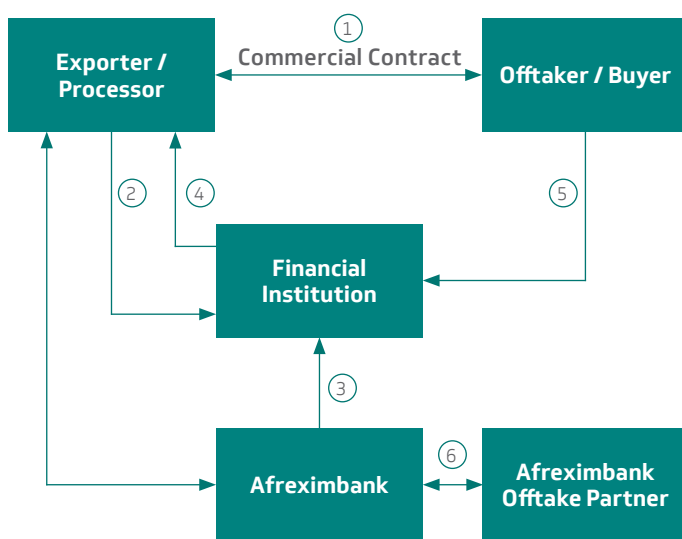 1
Commercial Contract
Exporter /
Processor
Offtaker / Buyer
2
4
5
Financial
Institution
3
6
Afreximbank
Afreximbank
Offtake Partner